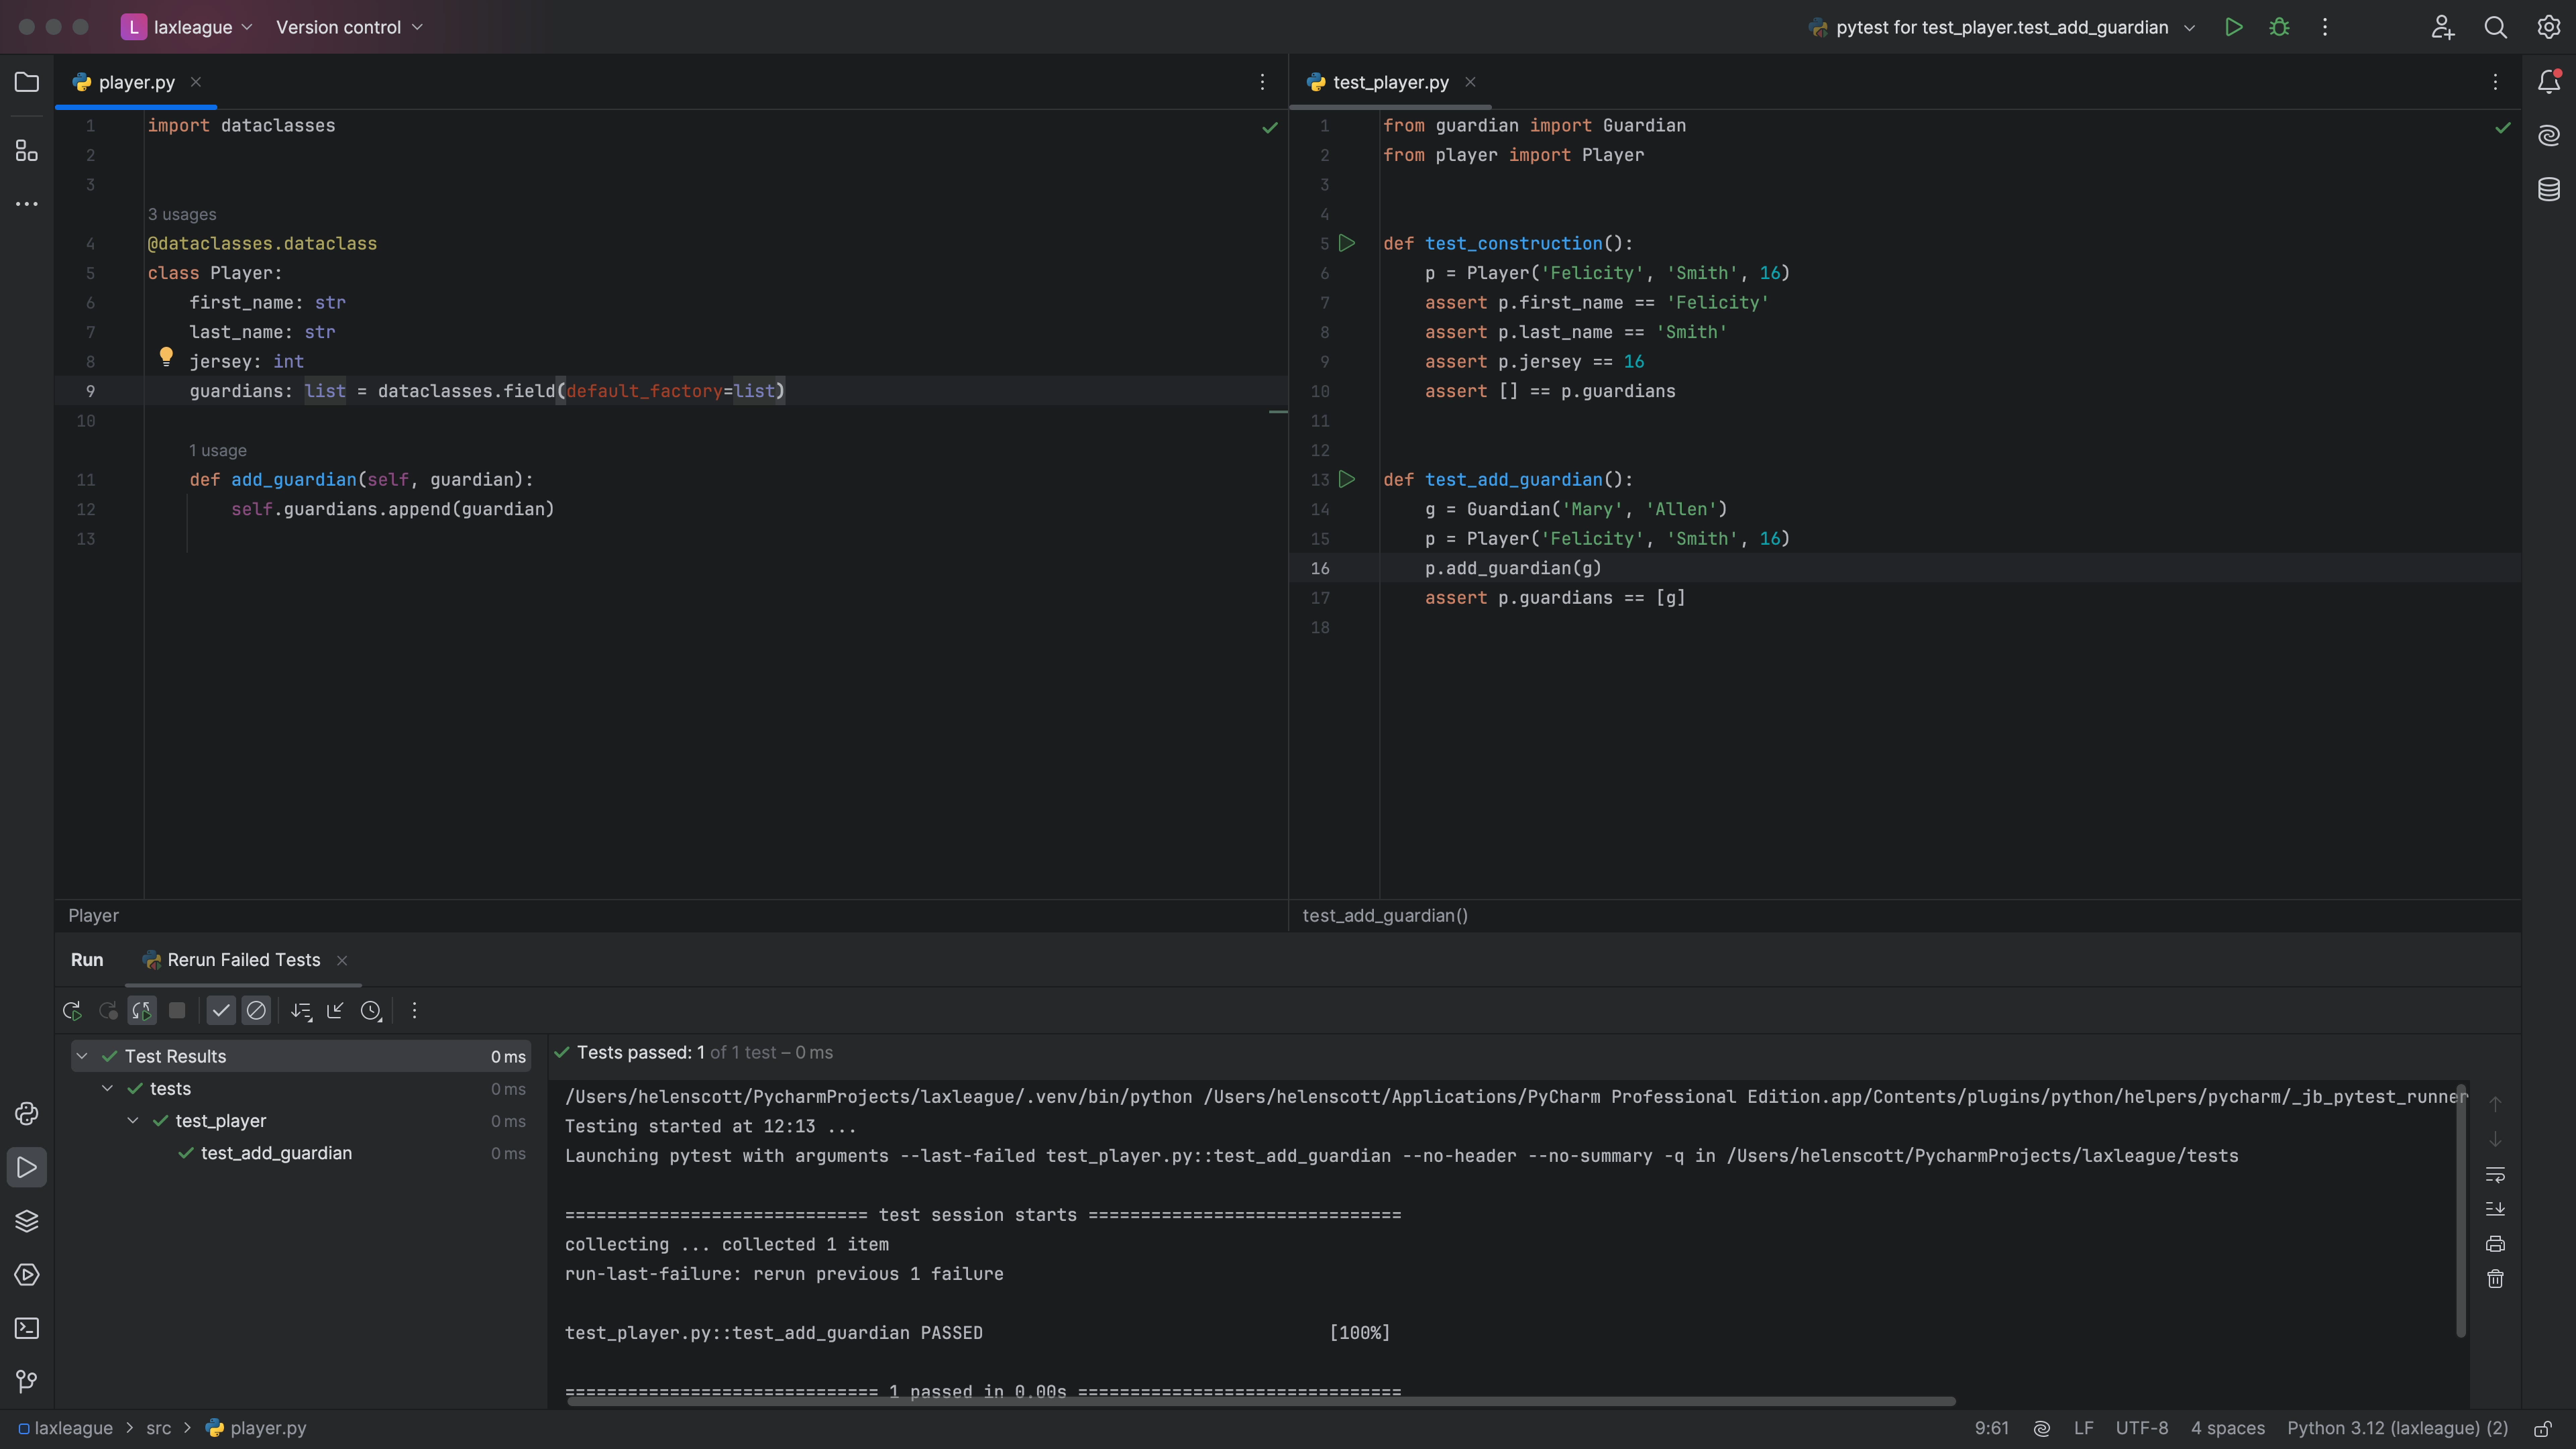 L laxleague Version control pytest for test_player.test_add_guardian
player.py
1 import dataclasses
2
3
3 usages
4 @dataclasses.dataclass
5 class Player:
6 first_name: str
7 last_name: str
8 jersey: int
9 guardians: list = dataclasses.field(default_factory=list)
10
1 usage
11 def add_guardian(self, guardian):
12 self.guardians.append(guardian)
13
Player
test_player.py
1 from guardian import Guardian
2 from player import Player
3
4
5 def test_construction():
6 p = Player('Felicity', 'Smith', 16)
7 assert p.first_name == 'Felicity'
8 assert p.last_name == 'Smith'
9 assert p.jersey == 16
10 assert [] == p.guardians
11
12
13 def test_add_guardian():
14 g = Guardian('Mary', 'Allen')
15 p = Player('Felicity', 'Smith', 16)
16 p.add_guardian(g)
17 assert p.guardians == [g]
18
test_add_guardian()
Run Rerun Failed Tests
Test Results 0 ms
tests 0 ms
test_player 0 ms
test_add_guardian 0 ms
Tests passed: 1 of 1 test – 0 ms
/Users/helenscott/PycharmProjects/laxleague/.venv/bin/python /Users/helenscott/Applications/PyCharm Professional Edition.app/Contents/plugins/python/helpers/pycharm/_jb_pytest_runner
Testing started at 12:13 ...
Launching pytest with arguments --last-failed test_player.py::test_add_guardian --no-header --no-summary -q in /Users/helenscott/PycharmProjects/laxleague/tests
============================= test session starts ==============================
collecting ... collected 1 item
run-last-failure: rerun previous 1 failure
test_player.py::test_add_guardian PASSED [100%]
============================== 1 passed in 0.00s ===============================
laxleague > src > player.py 9:61 LF UTF-8 4 spaces Python 3.12 (laxleague) (2)